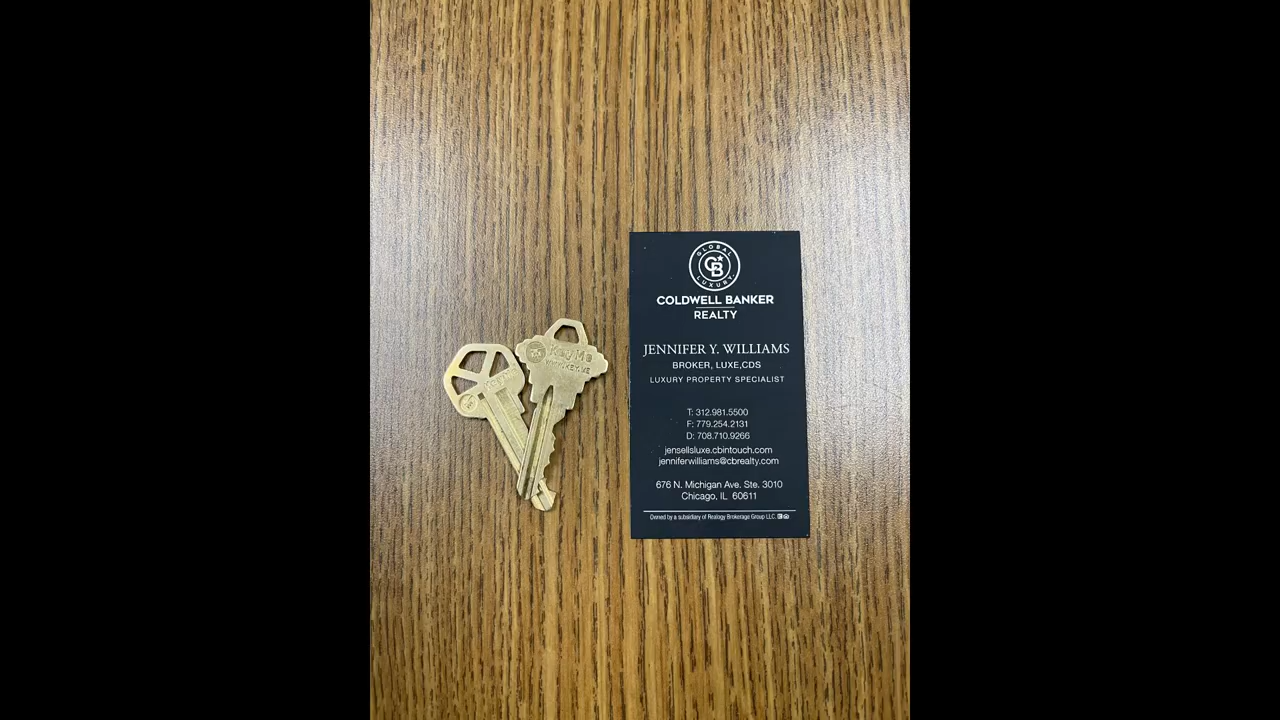 GLOBAL
CB
LUXURY
COLDWELL BANKER
REALTY
JENNIFER Y. WILLIAMS
BROKER, LUXE,CDS
LUXURY PROPERTY SPECIALIST
T: 312.981.5500
F: 779.254.2131
D: 708.710.9266
jensellsluxe.cbintouch.com
jenniferwilliams@cbrealty.com
676 N. Michigan Ave. Ste. 3010
Chicago, IL 60611
Owned by a subsidiary of Realogy Brokerage Group LLC.
KeyMe
KeyMe